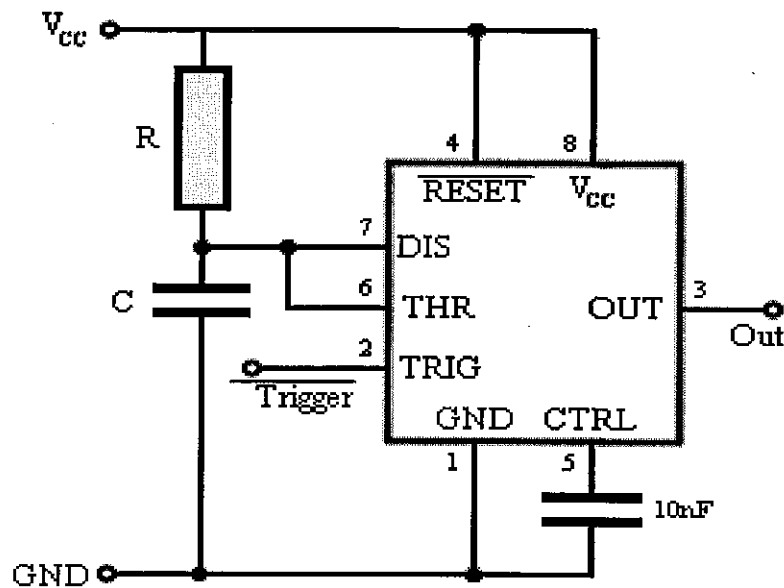 Vcc
R
4
8
RESET
Vcc
7
DIS
C
6
THR
OUT
3
Out
2
TRIG
Trigger
GND
CTRL
1
5
10nF
GND